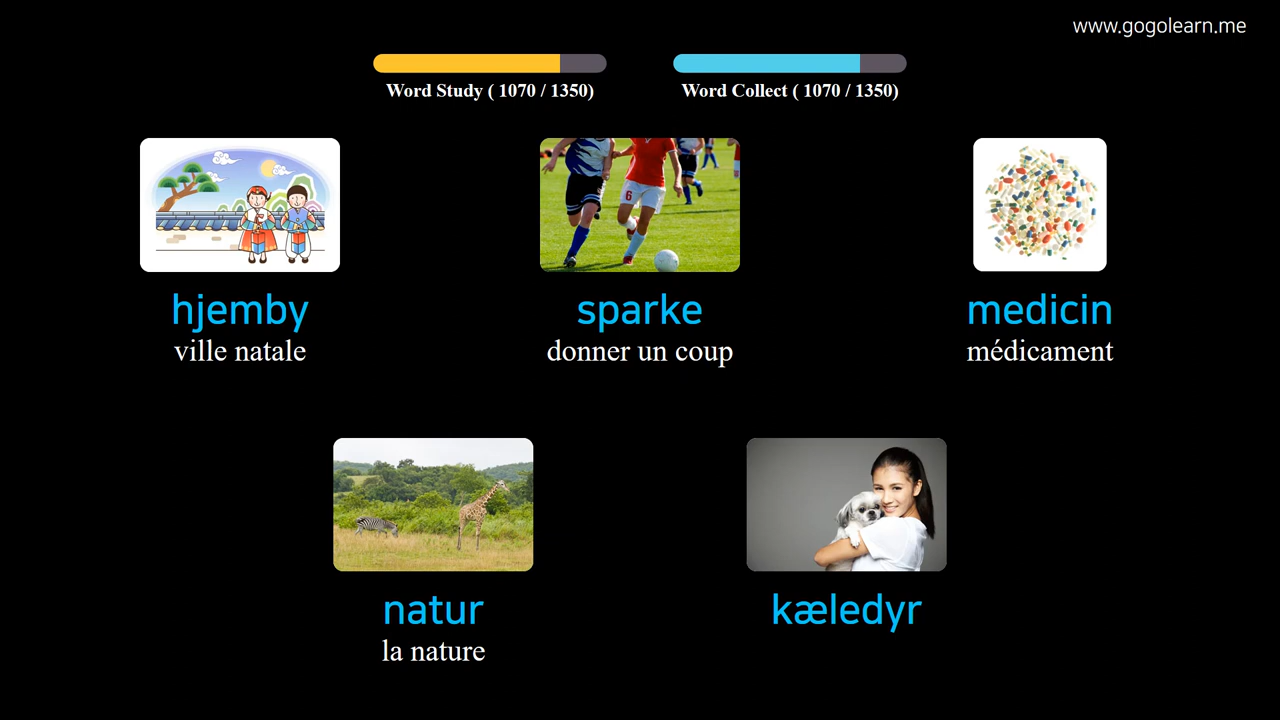 www.gogolearn.me
Word Study ( 1070 / 1350)
Word Collect ( 1070 / 1350)
hjemby
ville natale
sparke
donner un coup
medicin
médicament
natur
la nature
kæledyr